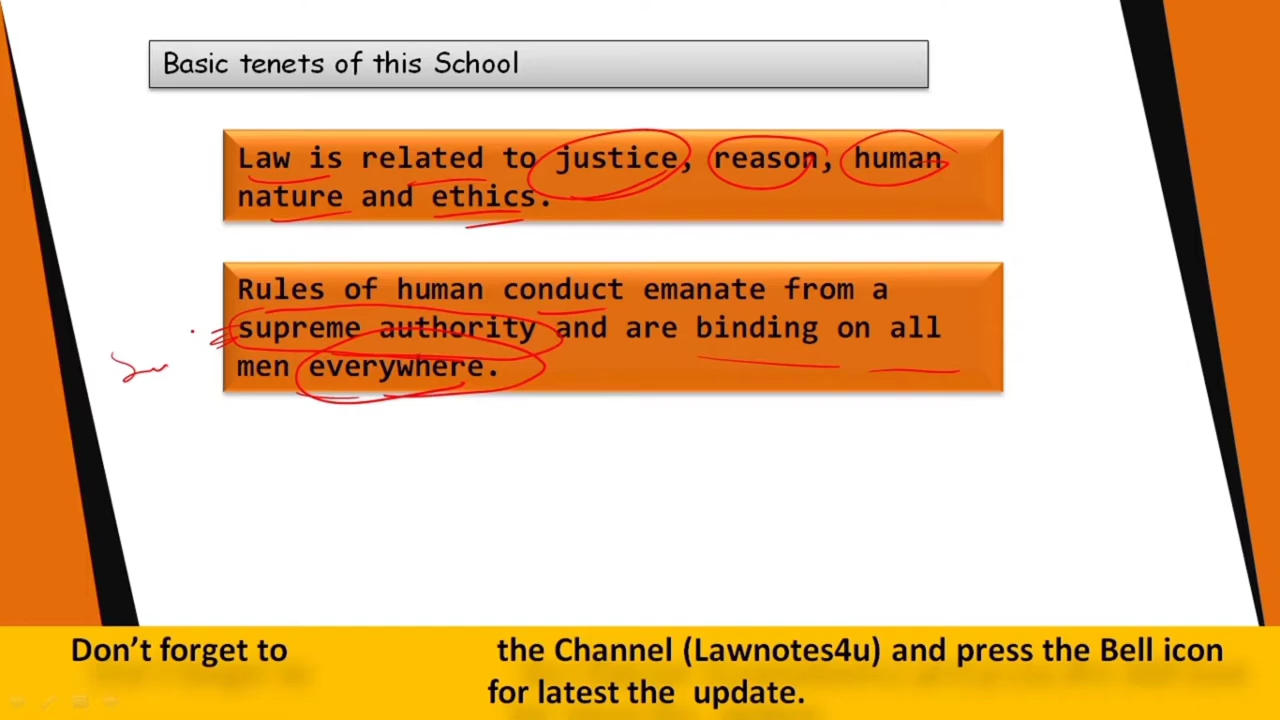 Basic tenets of this School
Law is related to justice, reason, human
nature and ethics.
Rules of human conduct emanate from a
supreme authority and are binding on all
men everywhere.
Don't forget to the Channel (Lawnotes4u) and press the Bell icon
for latest the update.